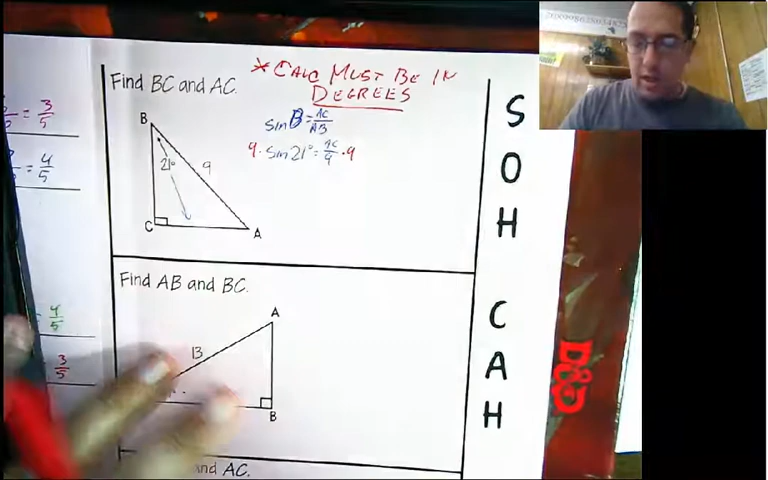 Find BC and AC.
* CALC MUST BE IN
DEGREES
sin B = AC/AB
9 · sin 21° = AC/9 · 9
B
21°
9
C
A
= 3/5
= 4/5
Find AB and BC.
A
13
B
4/5
3/5
and AC.
S
O
H
C
A
H